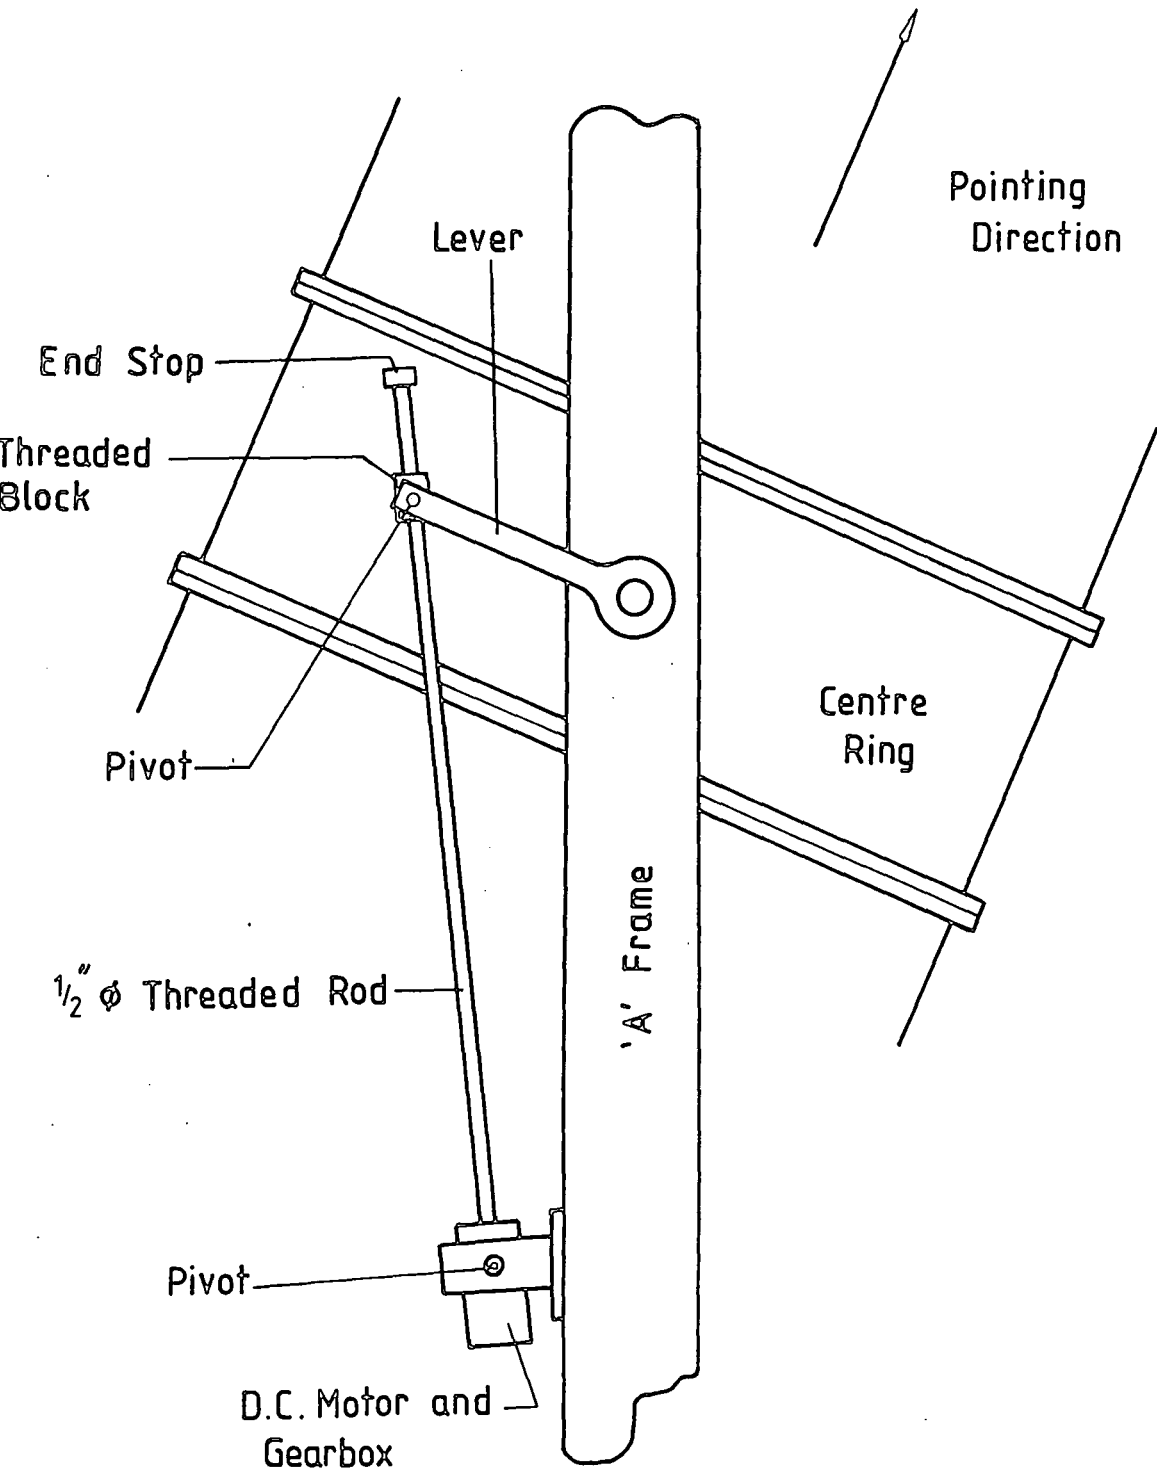 Pointing
Direction
Lever
End Stop
Threaded
Block
Centre
Ring
Pivot
'A' Frame
1/2" ϕ Threaded Rod
Pivot
D.C. Motor and
Gearbox